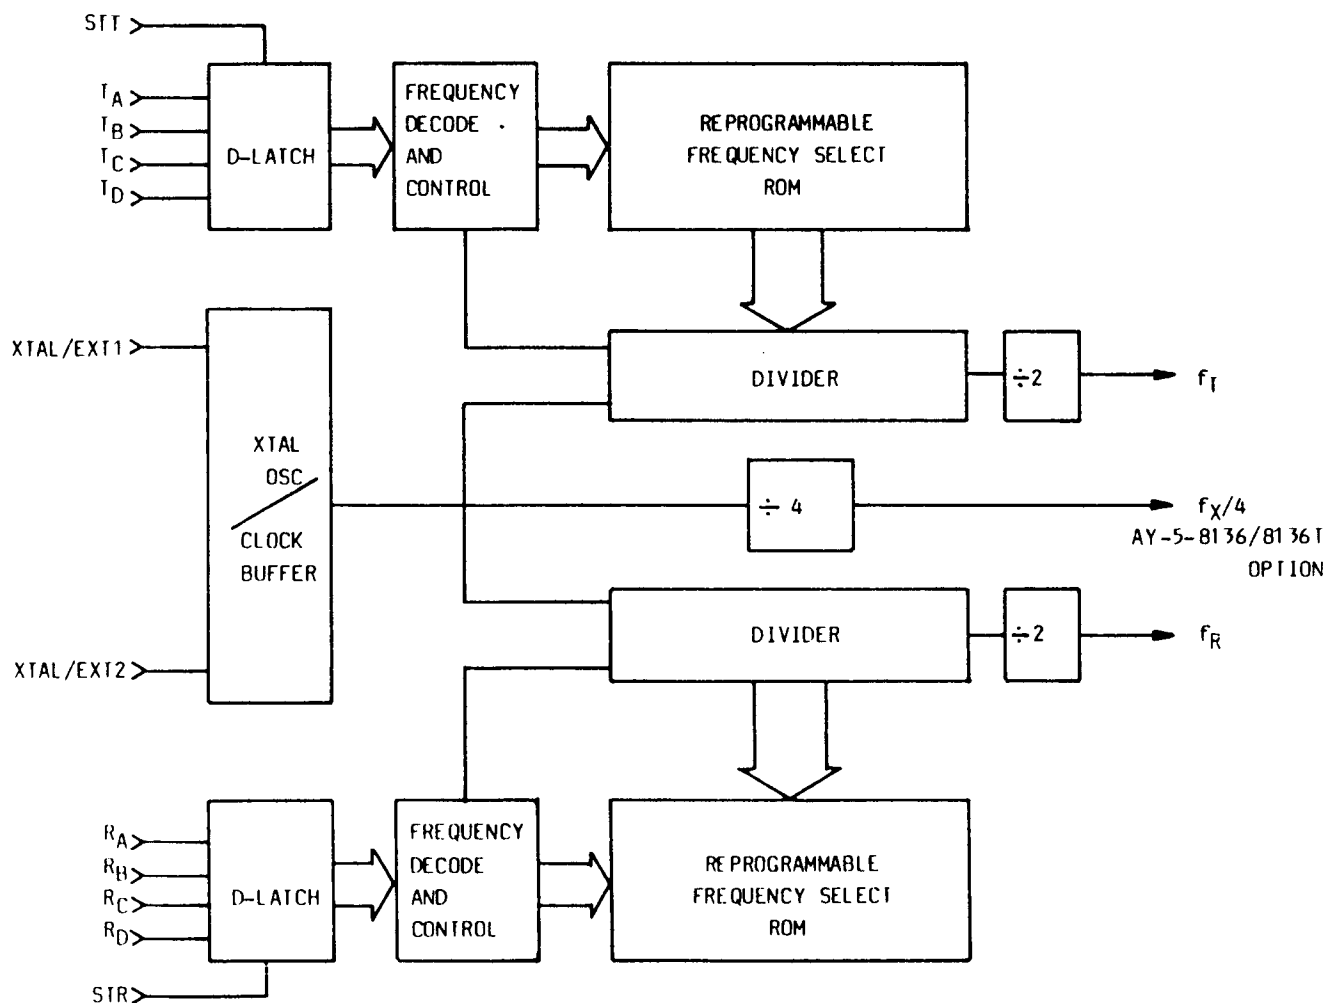 STT
TA
TB
TC
TD
D-LATCH
FREQUENCY
DECODE
AND
CONTROL
REPROGRAMMABLE
FREQUENCY SELECT
ROM
XTAL/EXT1
XTAL
OSC
CLOCK
BUFFER
XTAL/EXT2
DIVIDER
÷2
fT
÷ 4
fX/4
AY-5-8136/8136T
OPTION
DIVIDER
÷2
fR
RA
RB
RC
RD
STR
D-LATCH
FREQUENCY
DECODE
AND
CONTROL
REPROGRAMMABLE
FREQUENCY SELECT
ROM